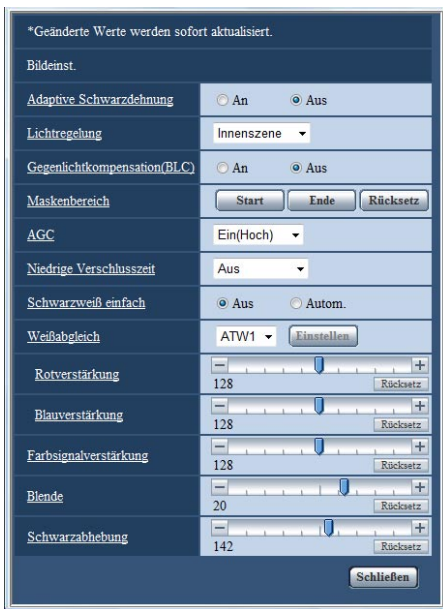 *Geänderte Werte werden sofort aktualisiert.
Bildeinst.
Adaptive Schwarzdehnung An Aus
Lichtregelung Innenszene
Gegenlichtkompensation(BLC) An Aus
Maskenbereich Start Ende Rücksetz
AGC Ein(Hoch)
Niedrige Verschlusszeit Aus
Schwarzweiß einfach Aus Autom.
Weißabgleich ATW1 Einstellen
Rotverstärkung
128 Rücksetz
Blauverstärkung
128 Rücksetz
Farbsignalverstärkung
128 Rücksetz
Blende
20 Rücksetz
Schwarzabhebung
142 Rücksetz
Schließen